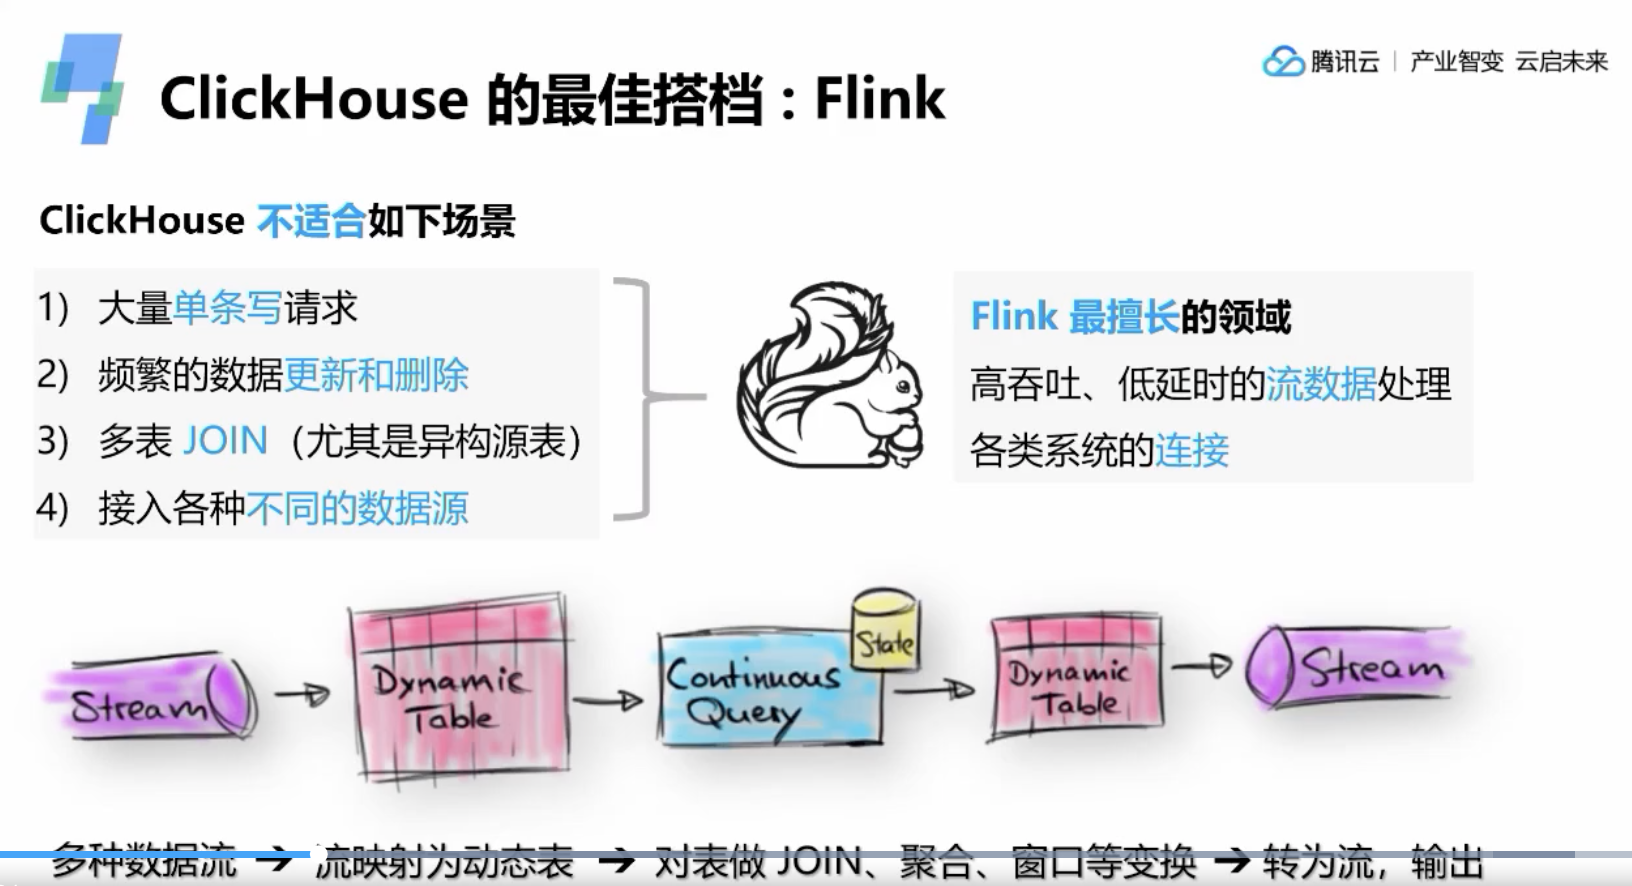 腾讯云 | 产业智变 云启未来
ClickHouse 的最佳搭档：Flink
ClickHouse 不适合如下场景
1) 大量单条写请求
2) 频繁的数据更新和删除
3) 多表 JOIN（尤其是异构源表）
4) 接入各种不同的数据源
Flink 最擅长的领域
高吞吐、低延时的流数据处理
各类系统的连接
Stream
Dynamic
Table
Continuous
Query
State
Dynamic
Table
Stream
多种数据流 → 流映射为动态表 → 对表做 JOIN、聚合、窗口等变换 → 转为流，输出